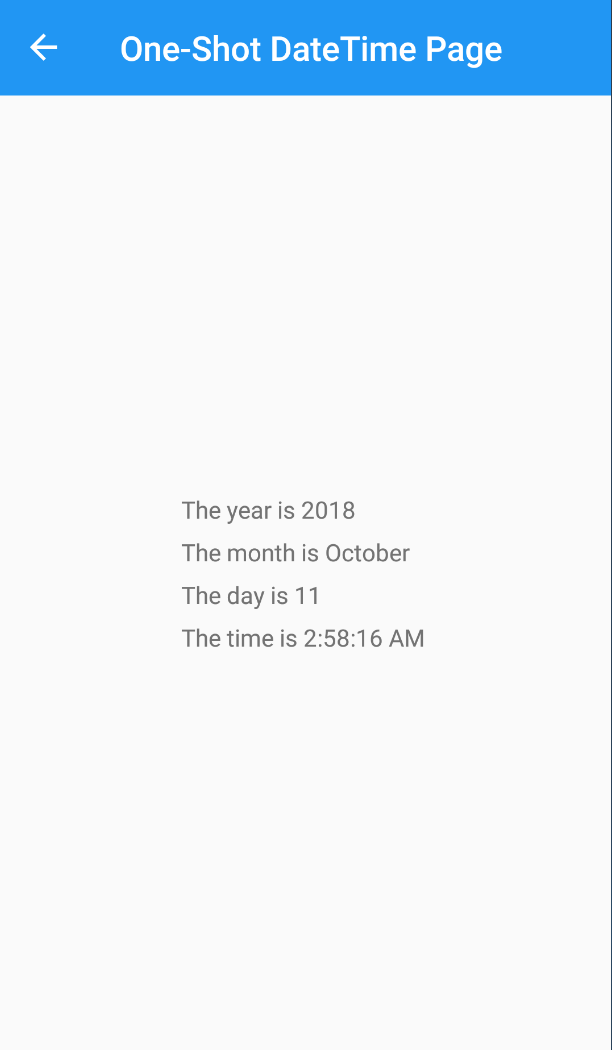 One-Shot DateTime Page
The year is 2018
The month is October
The day is 11
The time is 2:58:16 AM